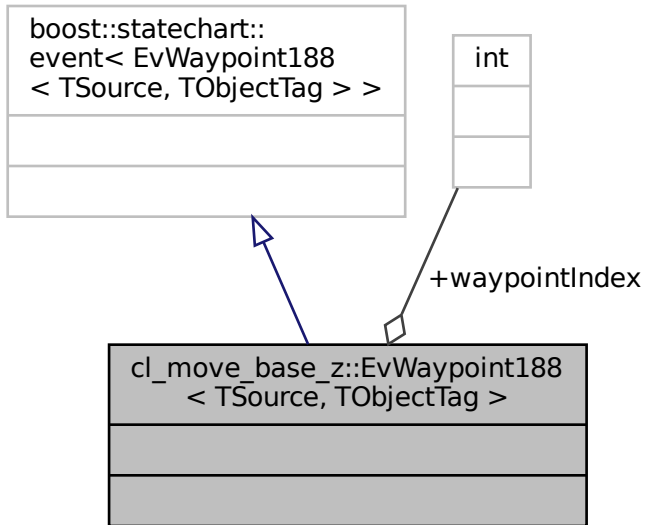 boost::statechart::
event< EvWaypoint188
< TSource, TObjectTag > >
int
+waypointIndex
cl_move_base_z::EvWaypoint188
< TSource, TObjectTag >